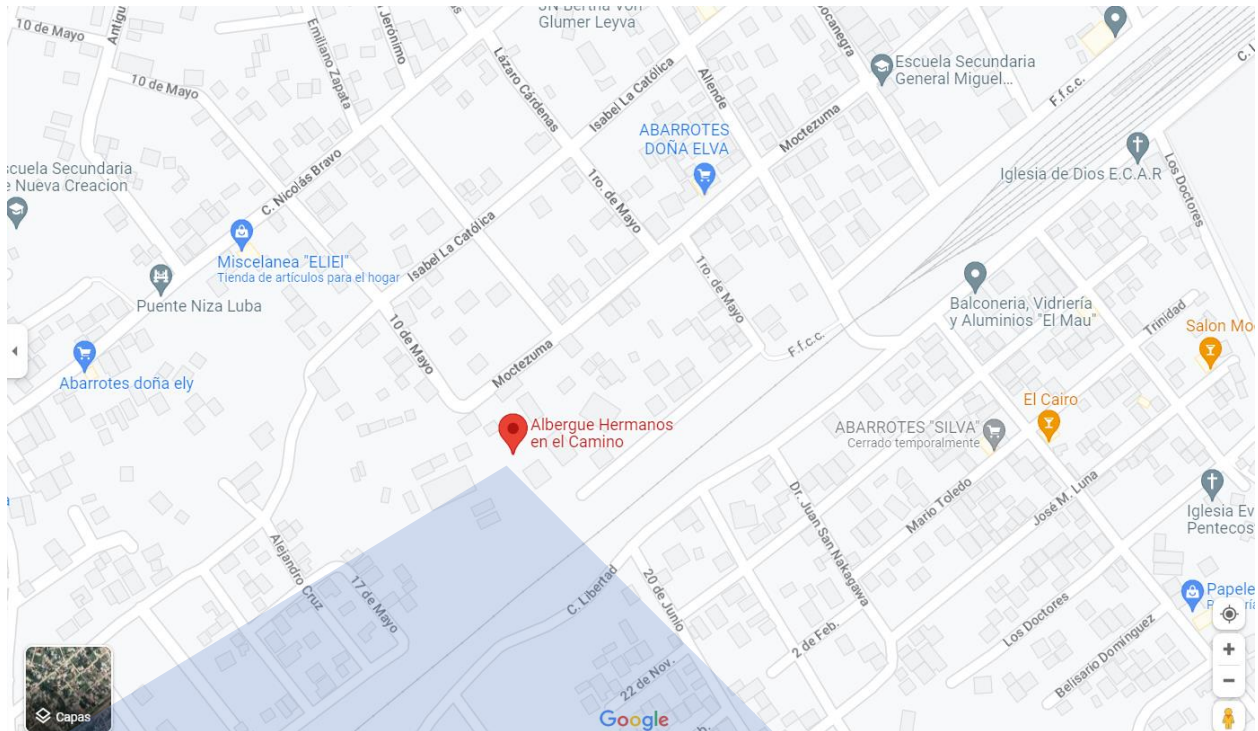 JN Bertha Von
Glumer Leyva
10 de Mayo
Antigu
Emiliano Zapata
Jerónimo
Lázaro Cárdenas
Isabel La Católica
Allende
Bocanegra
Escuela Secundaria
General Miguel...
F.f.c.c.
10 de Mayo
ABARROTES
DOÑA ELVA
Moctezuma
Iglesia de Dios E.C.A.R
Los Doctores
scuela Secundaria
e Nueva Creacion
C. Nicolás Bravo
1ro. de Mayo
Isabel La Católica
Miscelanea "ELIEl"
Tienda de artículos para el hogar
Puente Niza Luba
1ro. de Mayo
Balconeria, Vidriería
y Aluminios "El Mau"
Trinidad
Salon Mo
10 de Mayo
Moctezuma
F.f.c.c.
Abarrotes doña ely
El Cairo
Albergue Hermanos
en el Camino
ABARROTES "SILVA"
Cerrado temporalmente
Dr. Juan San Nakagawa
Mario Toledo
José M. Luna
Iglesia Ev
Pentecos
Alejandro Cruz
17 de Mayo
C. Libertad
20 de Junio
2 de Feb.
Los Doctores
Papele
Belisario Domínguez
22 de Nov.
Capas
Google